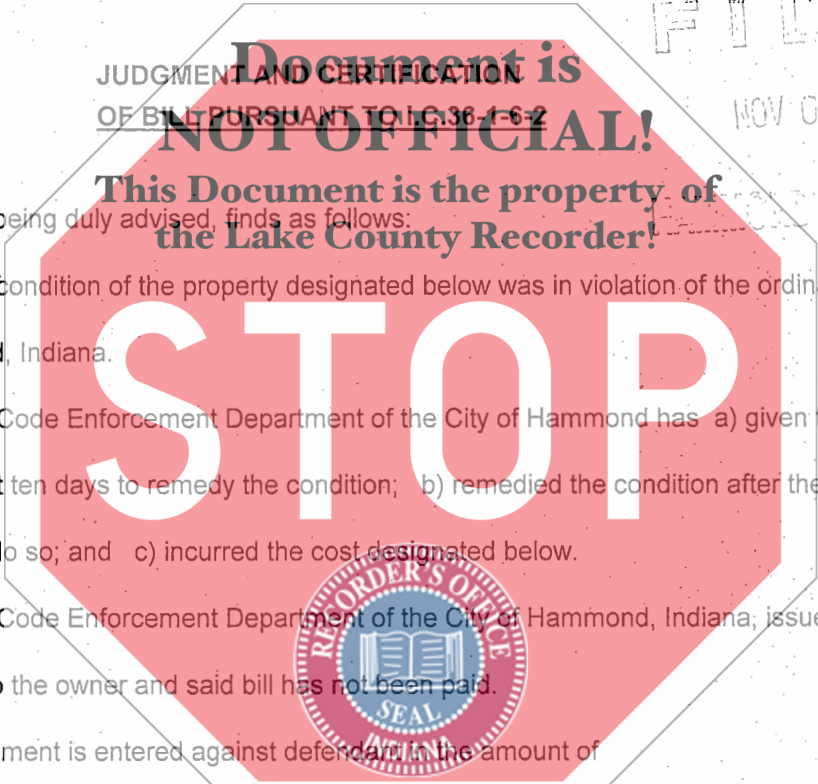 FIL
NOV 0
Document is
NOT OFFICIAL!
This Document is the property of
the Lake County Recorder!
STOP
JUDGMENT AND CERTIFICATION
OF BILL PURSUANT TO I.C.36-1-6-2
being duly advised, finds as follows:
condition of the property designated below was in violation of the ordin
, Indiana.
Code Enforcement Department of the City of Hammond has a) given
ten days to remedy the condition; b) remedied the condition after the
so; and c) incurred the cost designated below.
Code Enforcement Department of the City of Hammond, Indiana, issue
the owner and said bill has not been paid.
ment is entered against defendant in the amount of
RECORDER'S OFFICE
SEAL
INDIANA